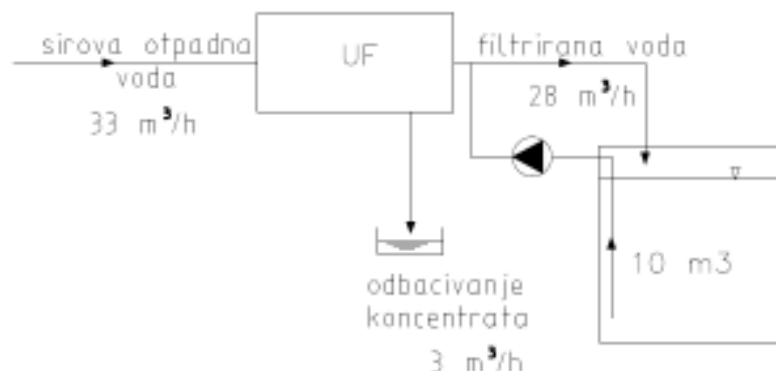 sirova otpadna
voda
33 m³/h
UF
filtrirana voda
28 m³/h
10 m3
odbacivanje
koncentrata
3 m³/h